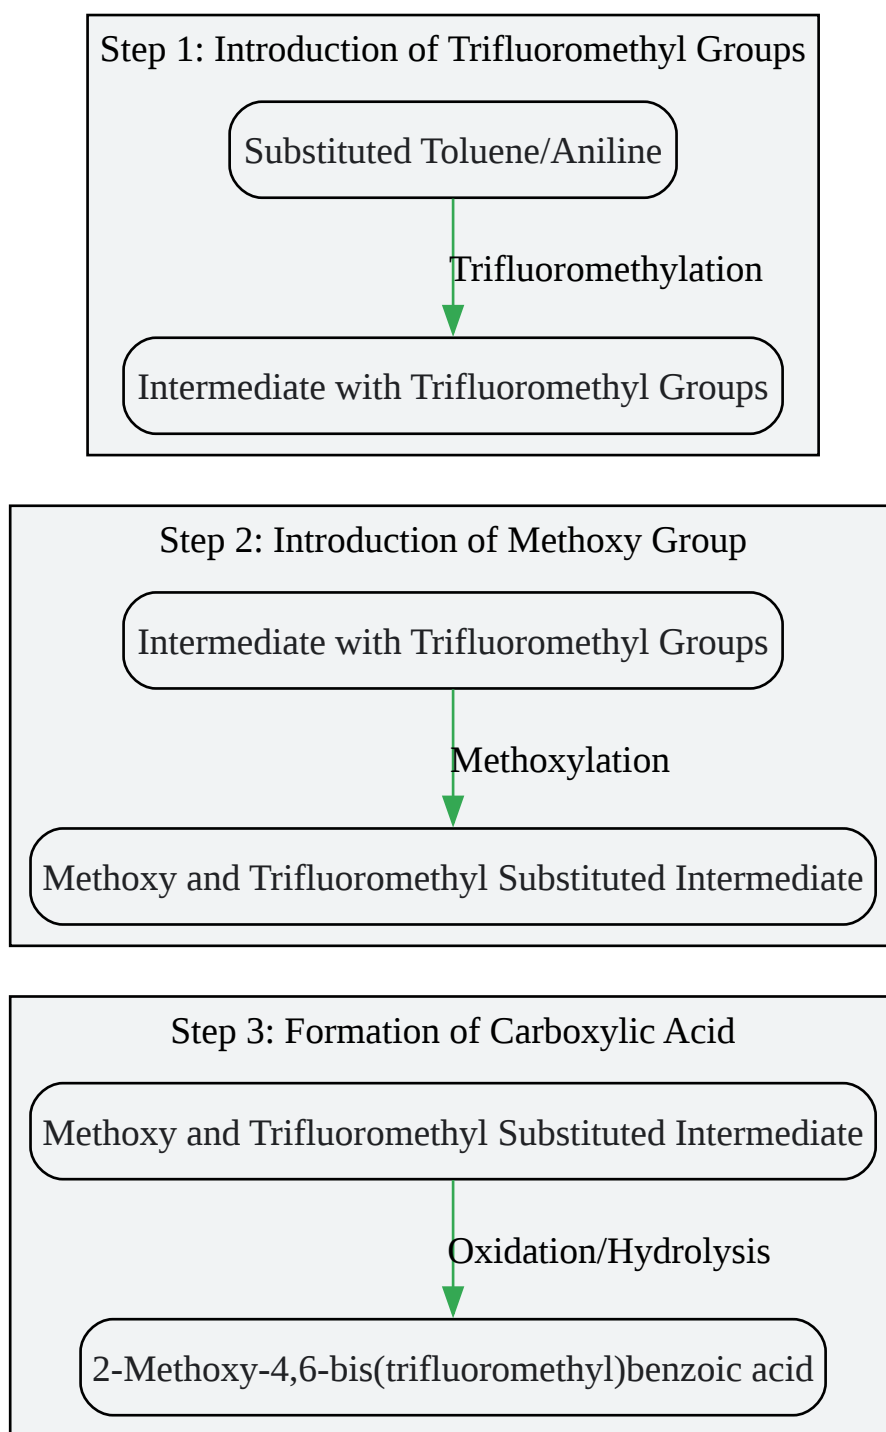 Step 1: Introduction of Trifluoromethyl Groups
Substituted Toluene/Aniline
Trifluoromethylation
Intermediate with Trifluoromethyl Groups
Step 2: Introduction of Methoxy Group
Intermediate with Trifluoromethyl Groups
Methoxylation
Methoxy and Trifluoromethyl Substituted Intermediate
Step 3: Formation of Carboxylic Acid
Methoxy and Trifluoromethyl Substituted Intermediate
Oxidation/Hydrolysis
2-Methoxy-4,6-bis(trifluoromethyl)benzoic acid